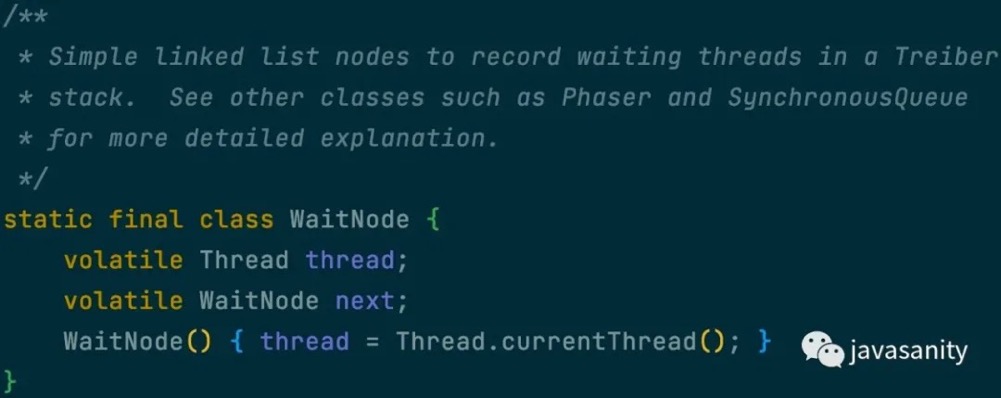 /**
 * Simple linked list nodes to record waiting threads in a Treiber
 * stack.  See other classes such as Phaser and SynchronousQueue
 * for more detailed explanation.
 */
static final class WaitNode {
    volatile Thread thread;
    volatile WaitNode next;
    WaitNode() { thread = Thread.currentThread(); }
javasanity
}